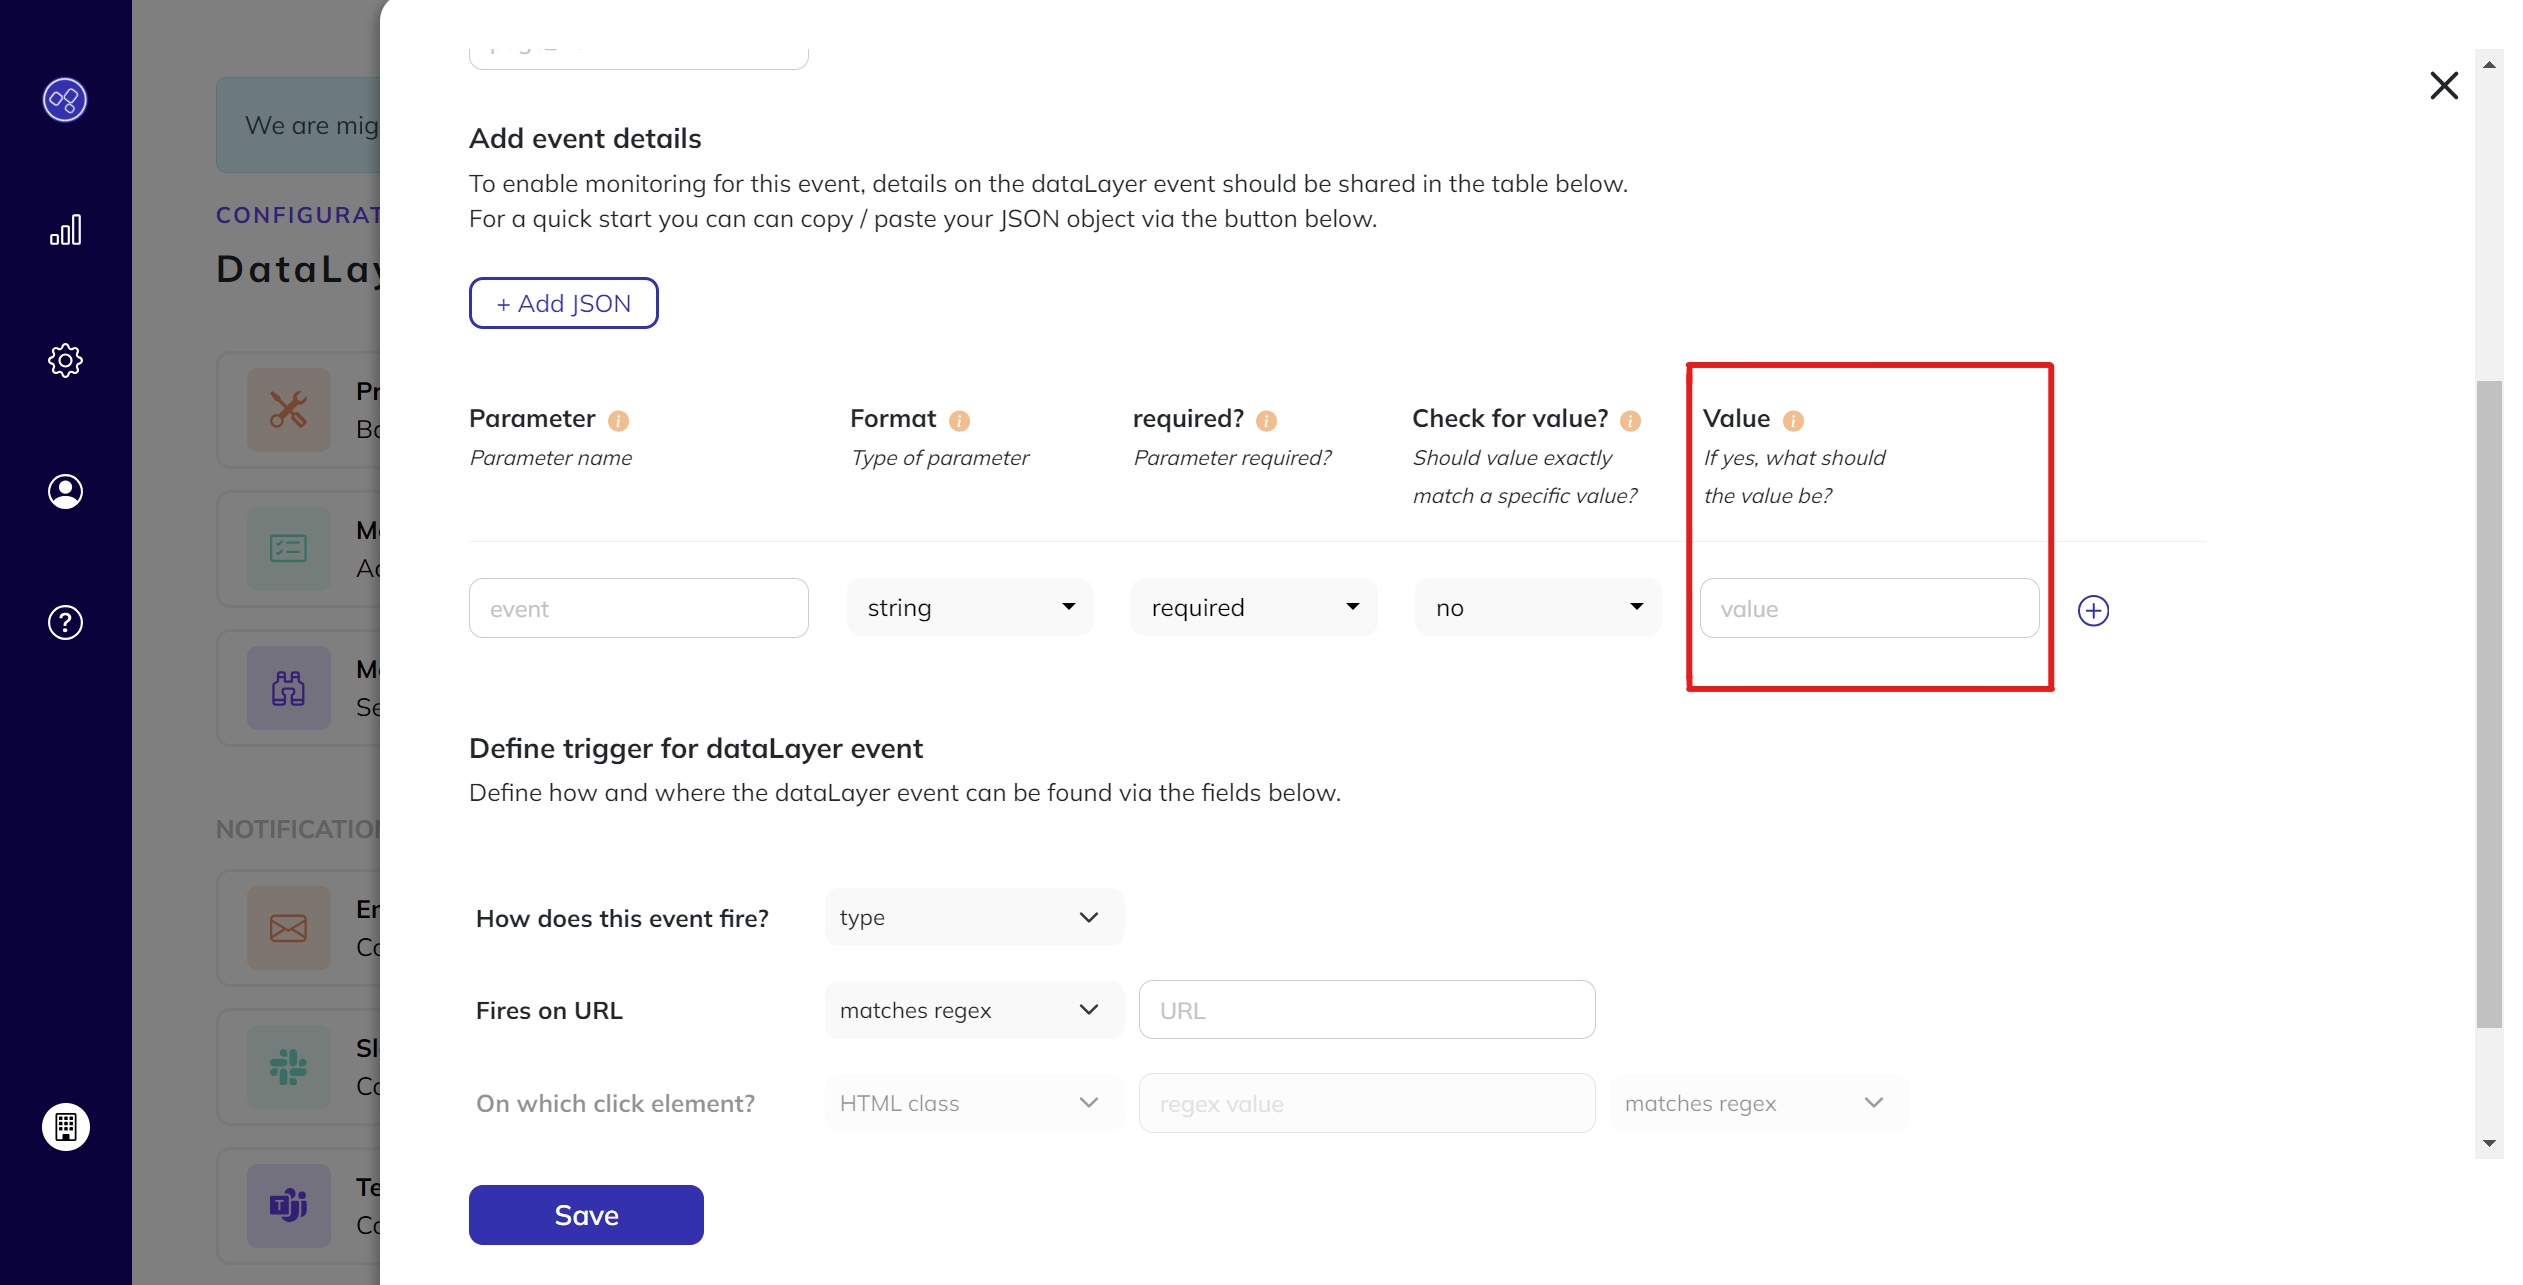 We are mig
CONFIGURAT
DataLay
Pr
Ba
Mo
Ad
Mo
Se
NOTIFICATION
En
Co
Sl
Co
Te
Co
Add event details
To enable monitoring for this event, details on the dataLayer event should be shared in the table below.
For a quick start you can can copy / paste your JSON object via the button below.
+ Add JSON
Parameter
Parameter name
Format
Type of parameter
required?
Parameter required?
Check for value?
Should value exactly
match a specific value?
Value
If yes, what should
the value be?
event
string
required
no
value
Define trigger for dataLayer event
Define how and where the dataLayer event can be found via the fields below.
How does this event fire?
type
Fires on URL
matches regex
URL
On which click element?
HTML class
regex value
matches regex
Save